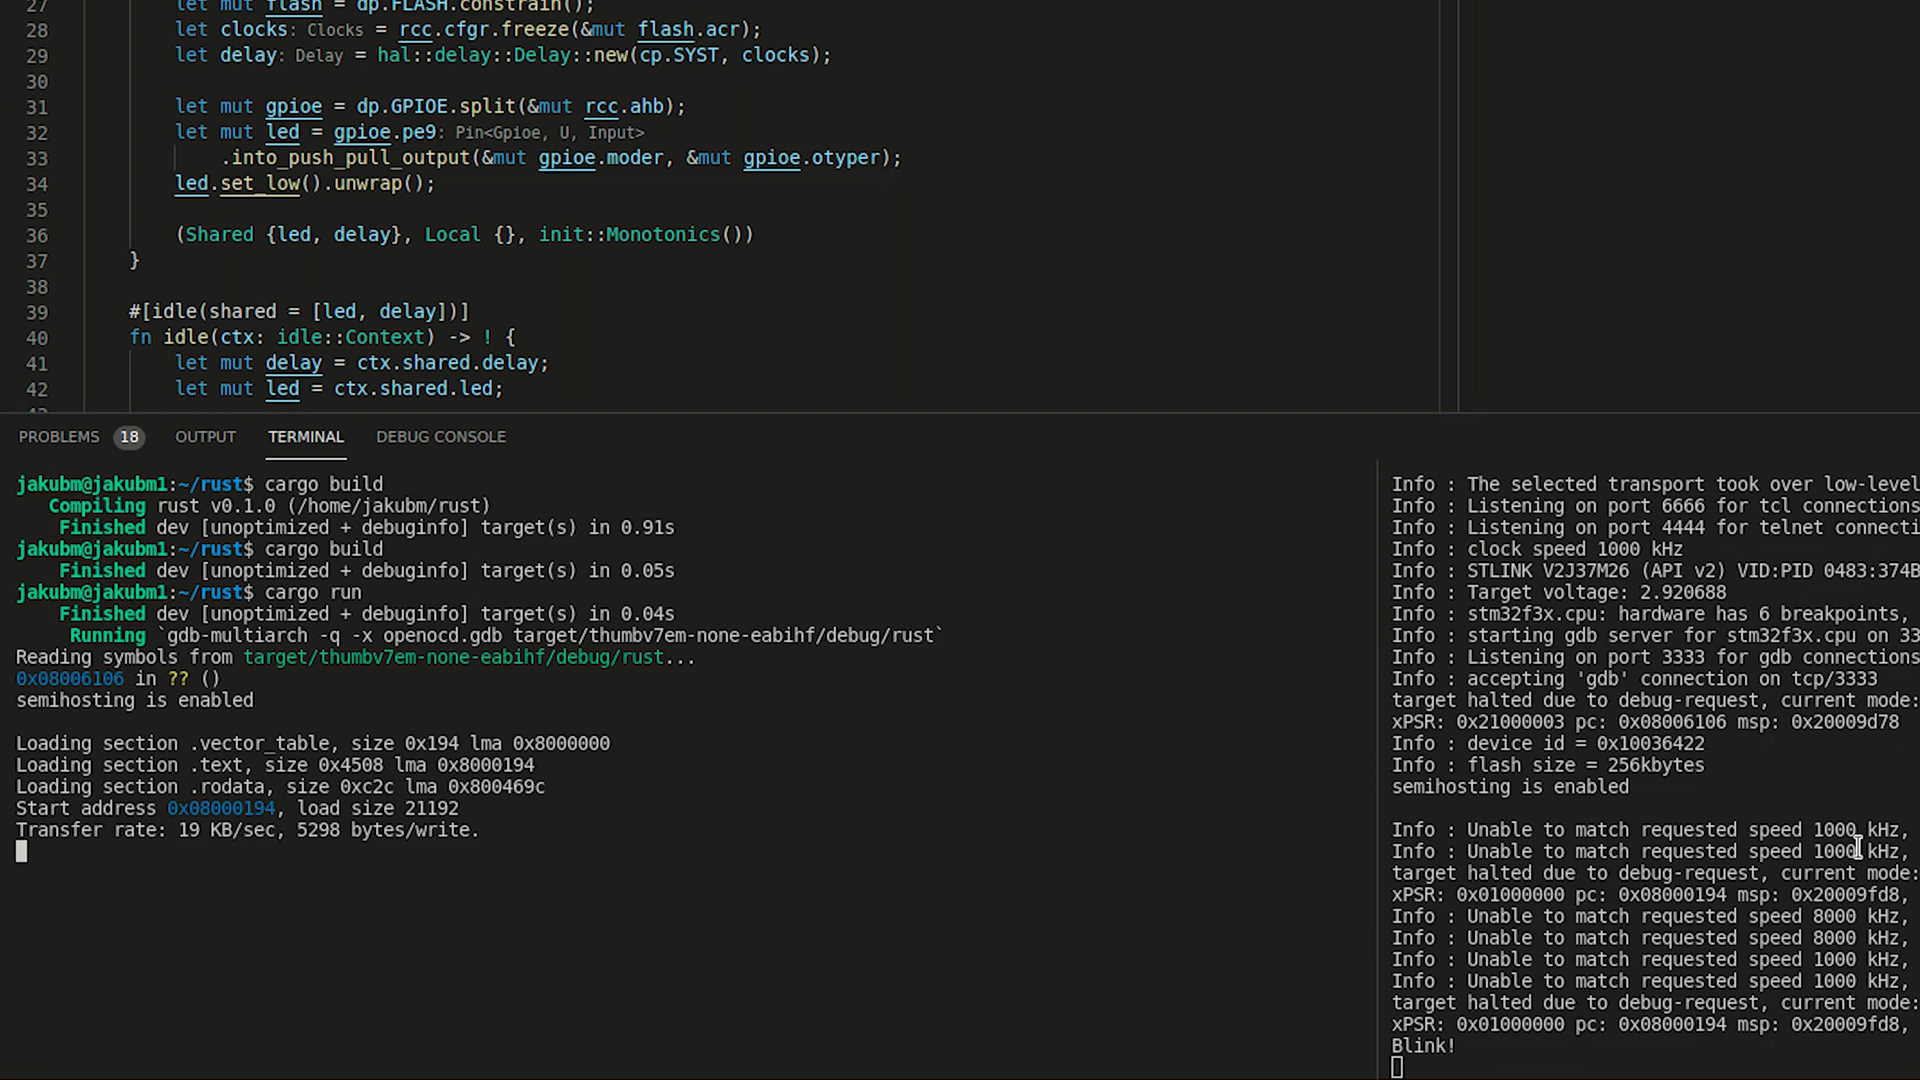 27 let mut flash = dp.FLASH.constrain();
28 let clocks: Clocks = rcc.cfgr.freeze(&mut flash.acr);
29 let delay: Delay = hal::delay::Delay::new(cp.SYST, clocks);
30
31 let mut gpioe = dp.GPIOE.split(&mut rcc.ahb);
32 let mut led = gpioe.pe9: Pin<Gpioe, U, Input>
33 .into_push_pull_output(&mut gpioe.moder, &mut gpioe.otyper);
34 led.set_low().unwrap();
35
36 (Shared {led, delay}, Local {}, init::Monotonics())
37 }
38
39 #[idle(shared = [led, delay])]
40 fn idle(ctx: idle::Context) -> ! {
41 let mut delay = ctx.shared.delay;
42 let mut led = ctx.shared.led;
PROBLEMS 18 OUTPUT TERMINAL DEBUG CONSOLE
jakubm@jakubm1:~/rust$ cargo build
Compiling rust v0.1.0 (/home/jakubm/rust)
Finished dev [unoptimized + debuginfo] target(s) in 0.91s
jakubm@jakubm1:~/rust$ cargo build
Finished dev [unoptimized + debuginfo] target(s) in 0.05s
jakubm@jakubm1:~/rust$ cargo run
Finished dev [unoptimized + debuginfo] target(s) in 0.04s
Running `gdb-multiarch -q -x openocd.gdb target/thumbv7em-none-eabihf/debug/rust`
Reading symbols from target/thumbv7em-none-eabihf/debug/rust...
0x08006106 in ?? ()
semihosting is enabled
Loading section .vector_table, size 0x194 lma 0x8000000
Loading section .text, size 0x4508 lma 0x8000194
Loading section .rodata, size 0xc2c lma 0x800469c
Start address 0x08000194, load size 21192
Transfer rate: 19 KB/sec, 5298 bytes/write.
Info : The selected transport took over low-level
Info : Listening on port 6666 for tcl connections
Info : Listening on port 4444 for telnet connecti
Info : clock speed 1000 kHz
Info : STLINK V2J37M26 (API v2) VID:PID 0483:374B
Info : Target voltage: 2.920688
Info : stm32f3x.cpu: hardware has 6 breakpoints,
Info : starting gdb server for stm32f3x.cpu on 33
Info : Listening on port 3333 for gdb connections
Info : accepting 'gdb' connection on tcp/3333
target halted due to debug-request, current mode:
xPSR: 0x21000003 pc: 0x08006106 msp: 0x20009d78
Info : device id = 0x10036422
Info : flash size = 256kbytes
semihosting is enabled
Info : Unable to match requested speed 1000 kHz,
Info : Unable to match requested speed 1000 kHz,
target halted due to debug-request, current mode:
xPSR: 0x01000000 pc: 0x08000194 msp: 0x20009fd8,
Info : Unable to match requested speed 8000 kHz,
Info : Unable to match requested speed 8000 kHz,
Info : Unable to match requested speed 1000 kHz,
Info : Unable to match requested speed 1000 kHz,
target halted due to debug-request, current mode:
xPSR: 0x01000000 pc: 0x08000194 msp: 0x20009fd8,
Blink!